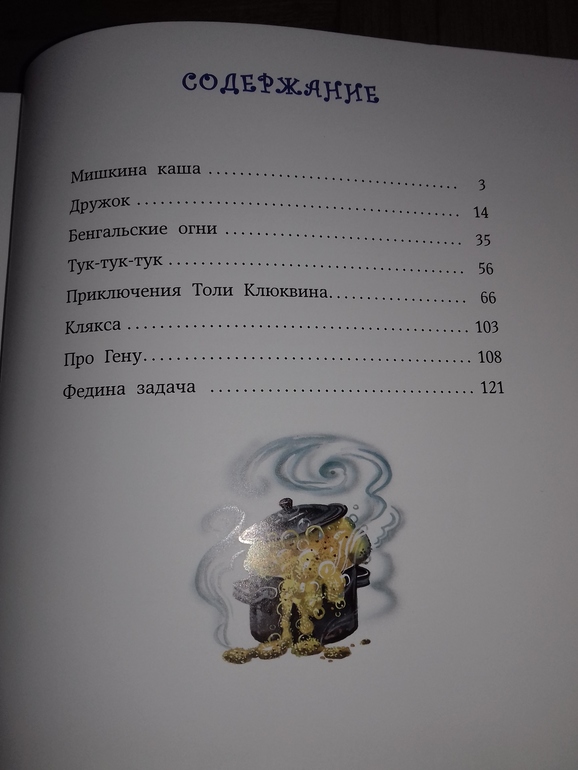 СОДЕРЖАНИЕ
Мишкина каша ........................................ 3
Дружок ................................................... 14
Бенгальские огни ..................................... 35
Тук-тук-тук ............................................... 56
Приключения Толи Клюквина..................... 66
Клякса ..................................................... 103
Про Гену................................................... 108
Федина задача ......................................... 121